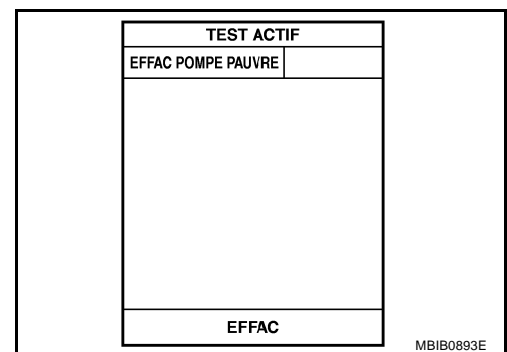 TEST ACTIF
EFFAC POMPE PAUVRE
EFFAC
MBIB0893E